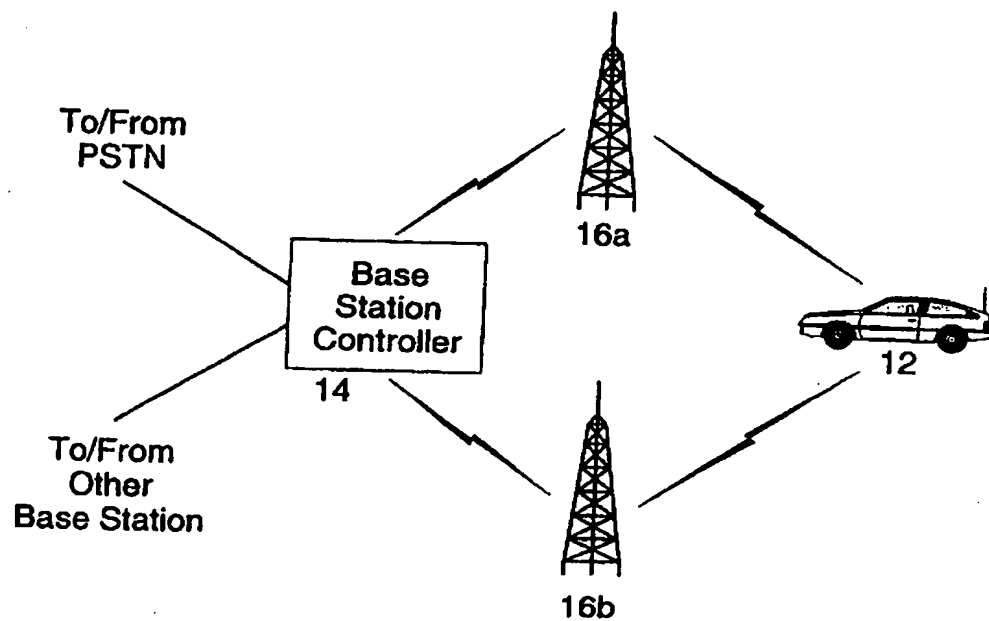 To/From
PSTN
16a
Base
Station
Controller
14
12
To/From
Other
Base Station
16b